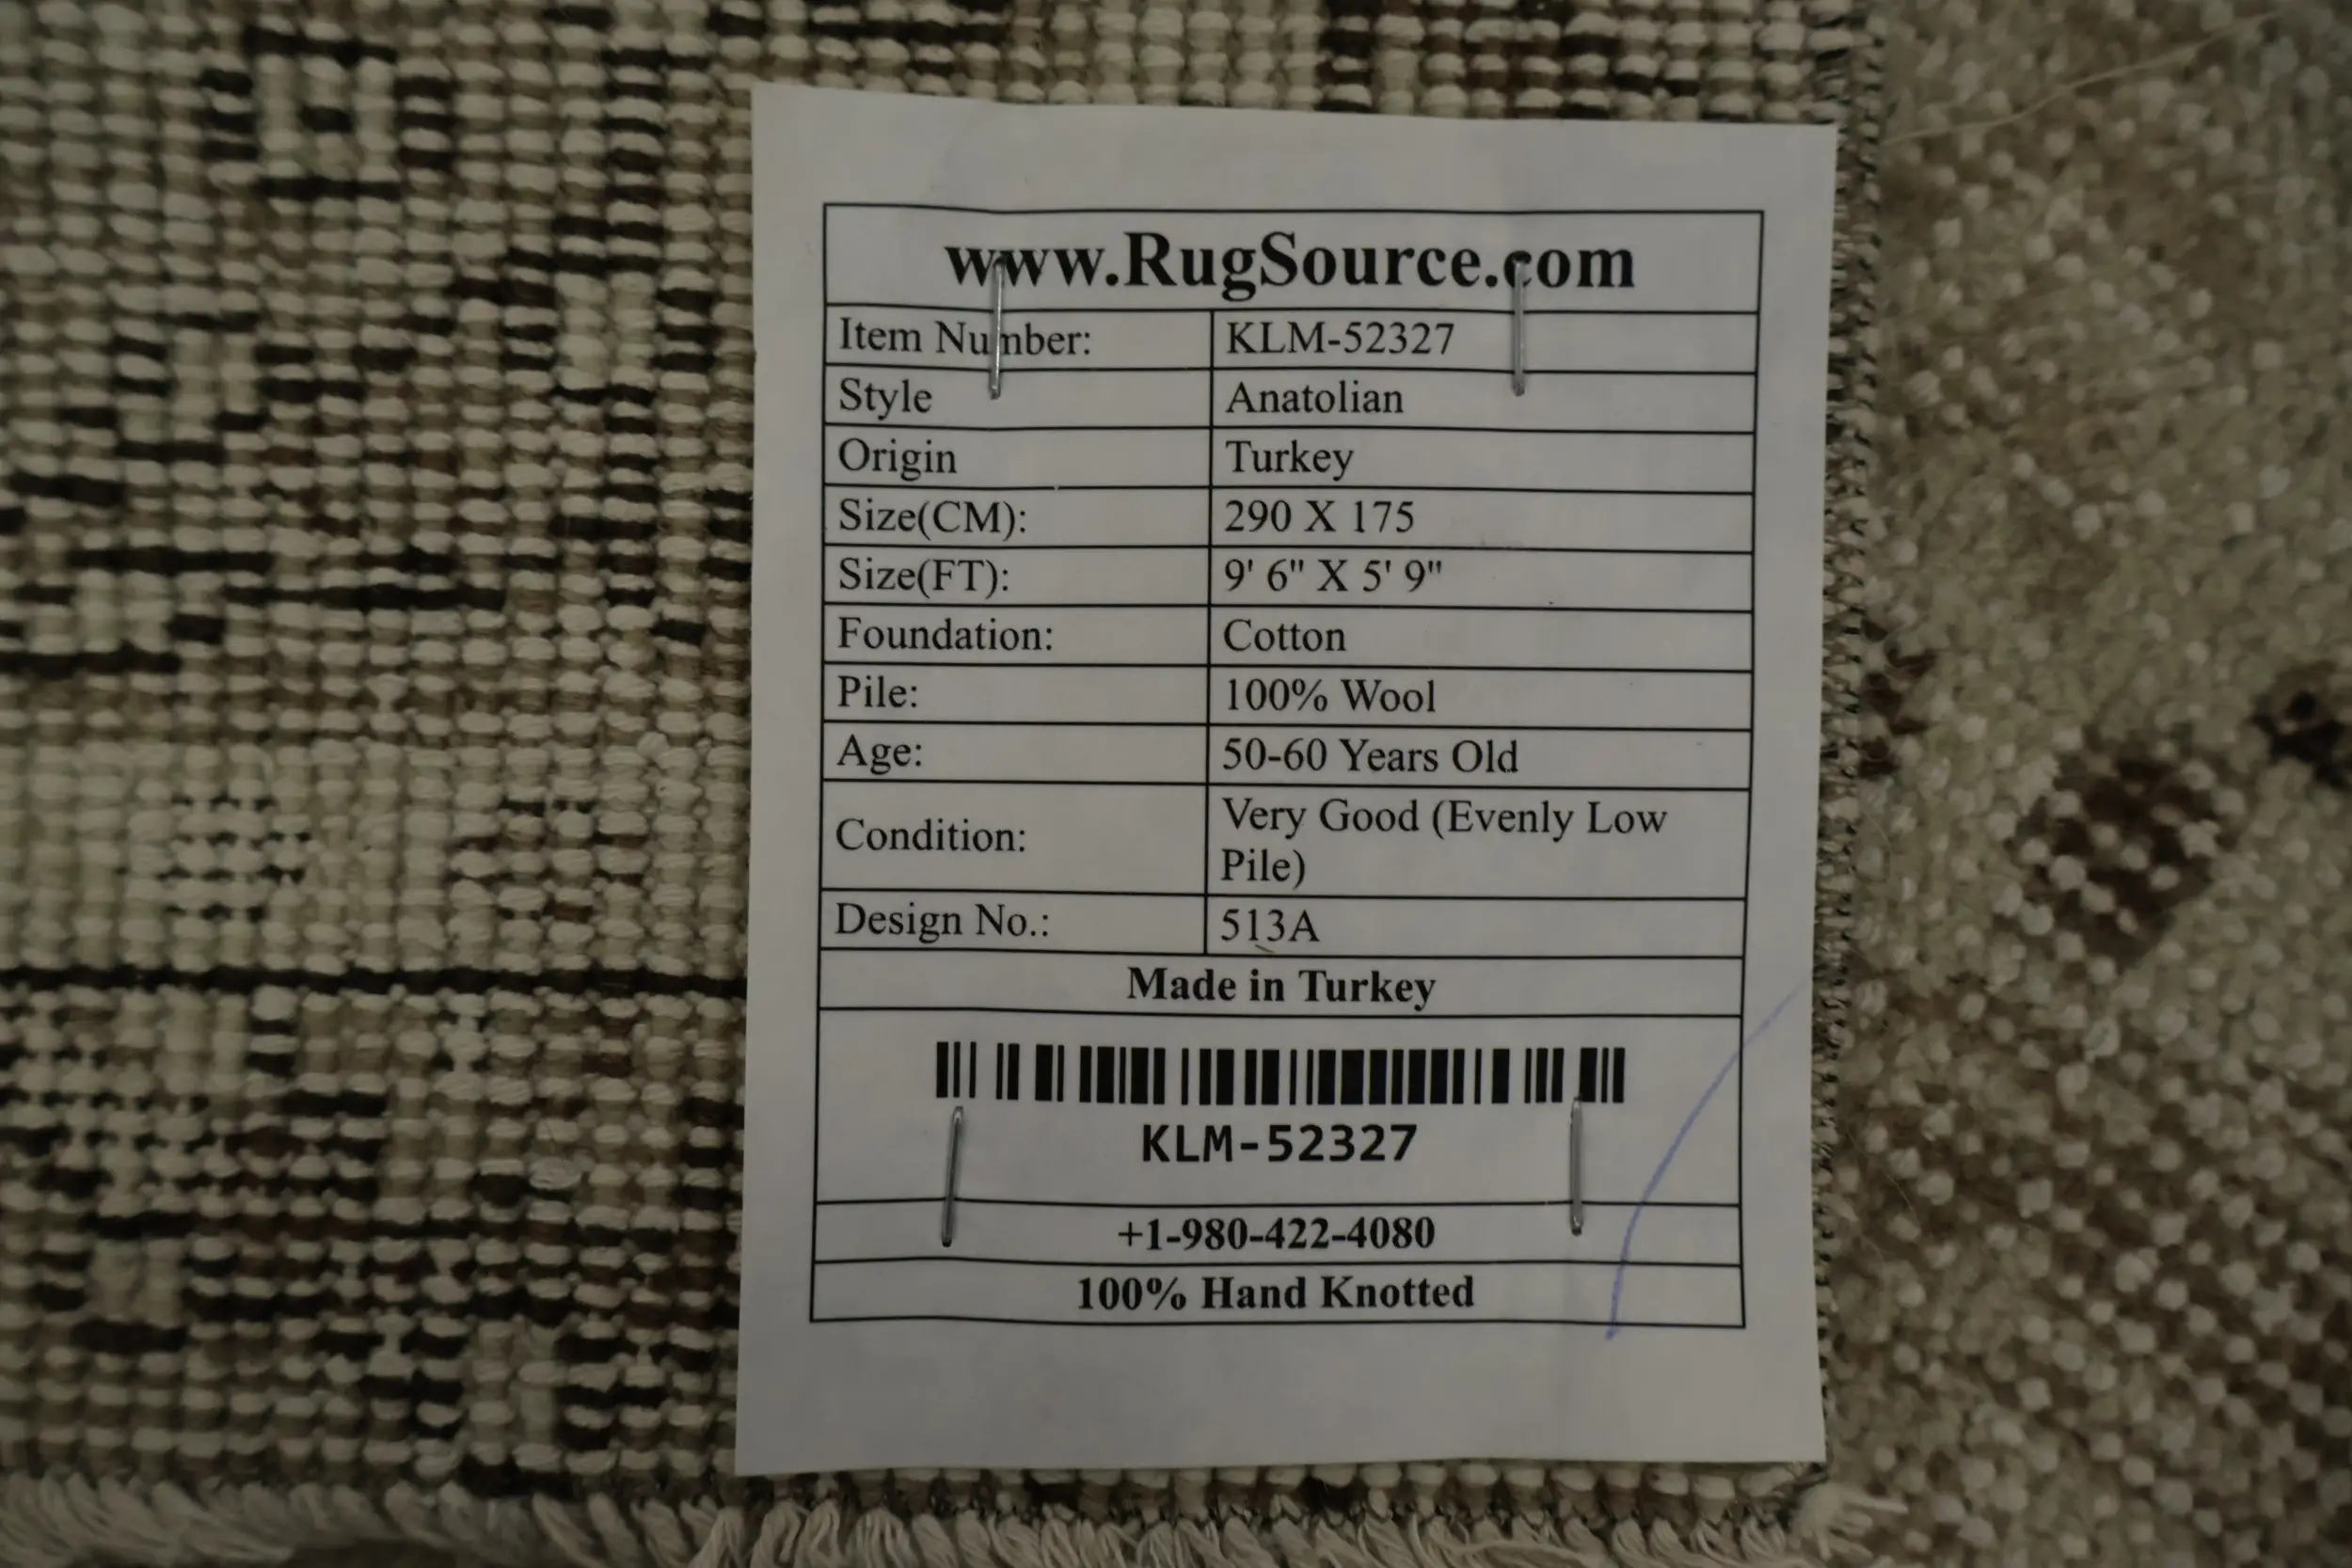 www.RugSource.com
Item Number: KLM-52327
Style Anatolian
Origin Turkey
Size(CM): 290 X 175
Size(FT): 9' 6" X 5' 9"
Foundation: Cotton
Pile: 100% Wool
Age: 50-60 Years Old
Condition: Very Good (Evenly Low
Pile)
Design No.: 513A
Made in Turkey
KLM-52327
+1-980-422-4080
100% Hand Knotted